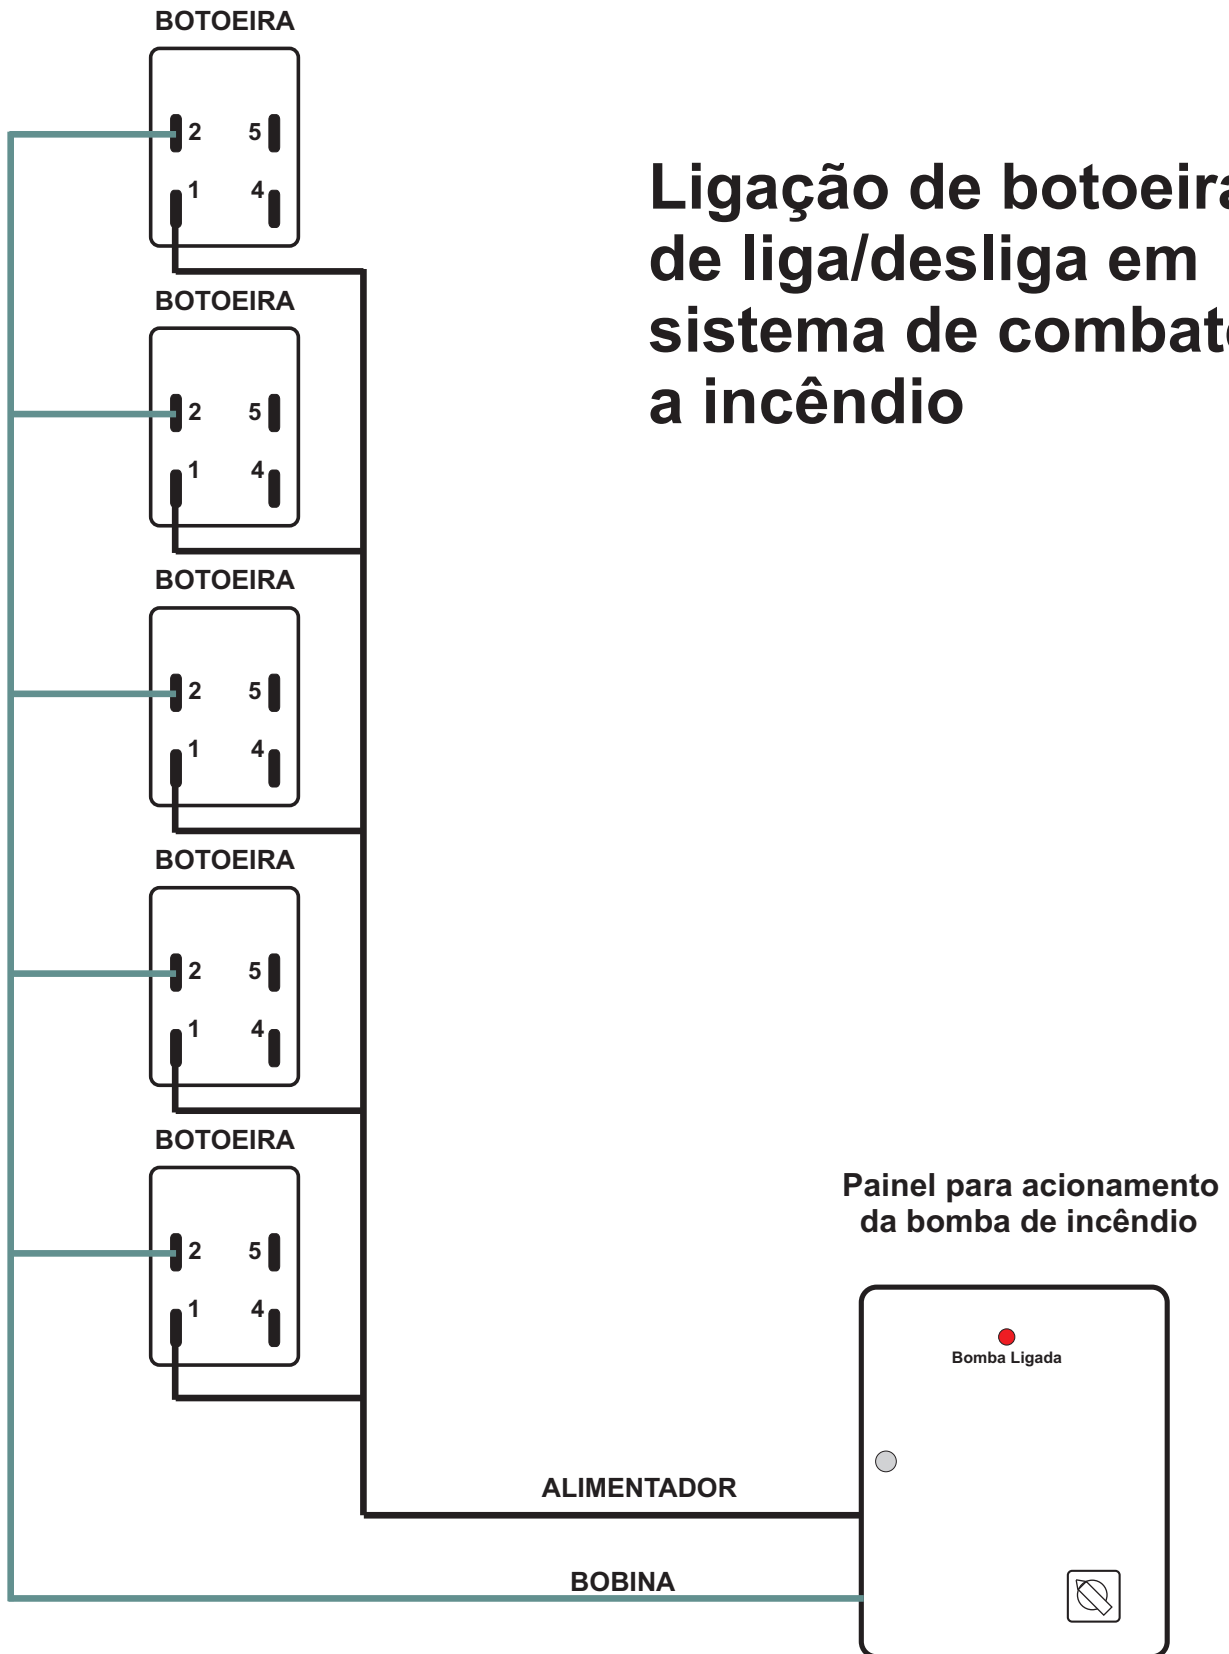 BOTOEIRA
2 5
1 4
Ligação de botoeira
de liga/desliga em
sistema de combate
a incêndio
BOTOEIRA
2 5
1 4
BOTOEIRA
2 5
1 4
BOTOEIRA
2 5
1 4
BOTOEIRA
2 5
1 4
Painel para acionamento
da bomba de incêndio
Bomba Ligada
ALIMENTADOR
BOBINA